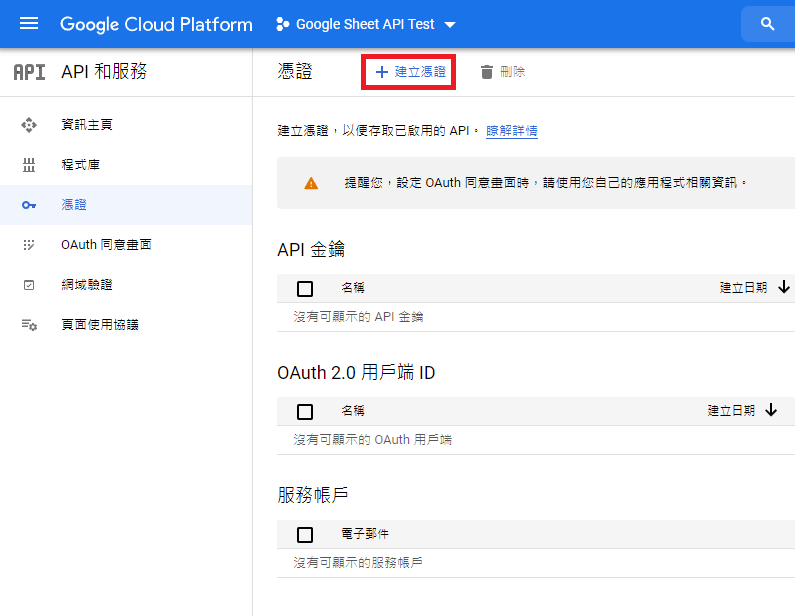 Google Cloud Platform
Google Sheet API Test
API API 和服務
憑證
建立憑證
刪除
資訊主頁
程式庫
憑證
OAuth 同意畫面
網域驗證
頁面使用協議
建立憑證，以便存取已啟用的 API。 瞭解詳情
提醒您，設定 OAuth 同意畫面時，請使用您自己的應用程式相關資訊。
API 金鑰
名稱 建立日期
沒有可顯示的 API 金鑰
OAuth 2.0 用戶端 ID
名稱 建立日期
沒有可顯示的 OAuth 用戶端
服務帳戶
電子郵件
沒有可顯示的服務帳戶